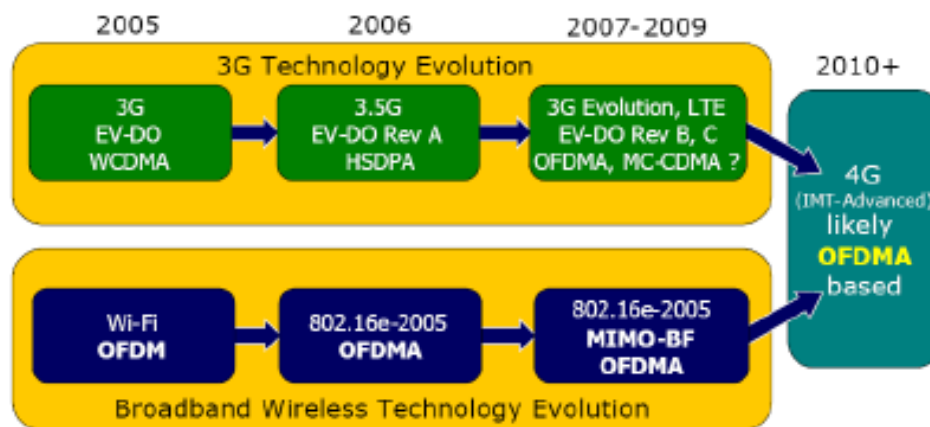 2005
2006
2007-2009
2010+
3G Technology Evolution
3G
EV-DO
WCDMA
3.5G
EV-DO Rev A
HSDPA
3G Evolution, LTE
EV-DO Rev B, C
OFDMA, MC-CDMA ?
4G
(IMT-Advanced)
likely
OFDMA
based
Wi-Fi
OFDM
802.16e-2005
OFDMA
802.16e-2005
MIMO-BF
OFDMA
Broadband Wireless Technology Evolution